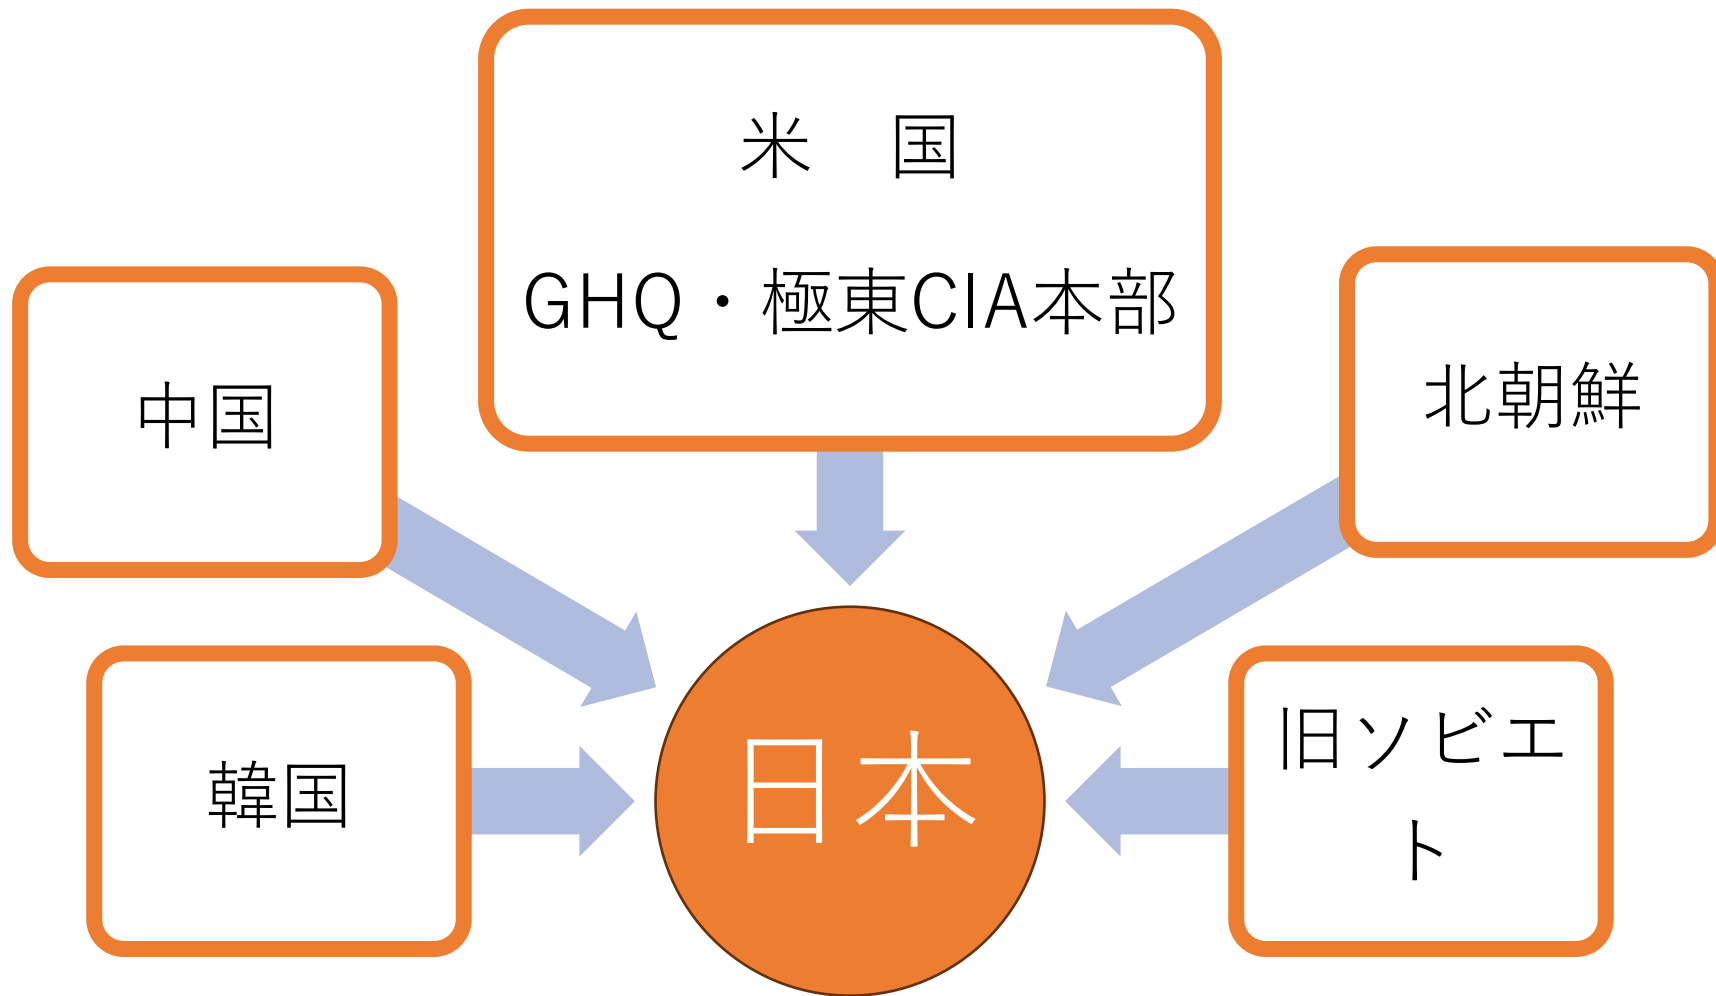 米　国
GHQ・極東CIA本部
中国
北朝鮮
韓国
日本
旧ソビエ
ト